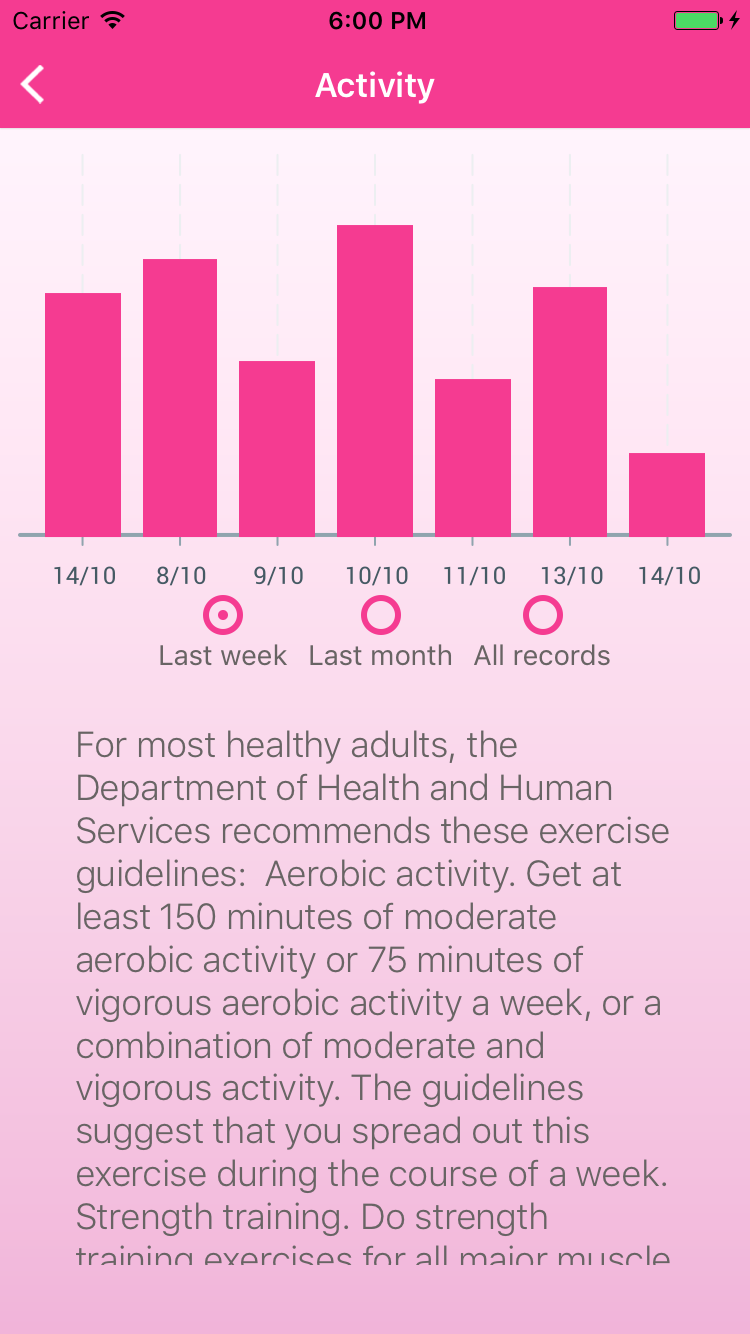 Carrier 6:00 PM
Activity
14/10 8/10 9/10 10/10 11/10 13/10 14/10
Last week Last month All records
For most healthy adults, the
Department of Health and Human
Services recommends these exercise
guidelines:  Aerobic activity. Get at
least 150 minutes of moderate
aerobic activity or 75 minutes of
vigorous aerobic activity a week, or a
combination of moderate and
vigorous activity. The guidelines
suggest that you spread out this
exercise during the course of a week.
Strength training. Do strength
training exercises for all major muscle